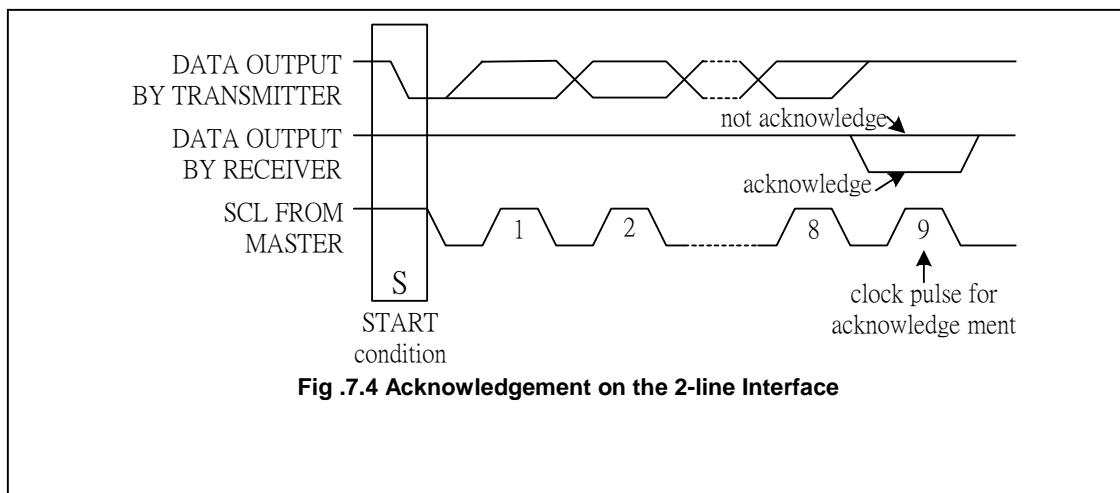 DATA OUTPUT
BY TRANSMITTER
not acknowledge
DATA OUTPUT
BY RECEIVER
acknowledge
SCL FROM
MASTER
1
2
8
9
S
START
condition
clock pulse for
acknowledge ment
Fig .7.4 Acknowledgement on the 2-line Interface